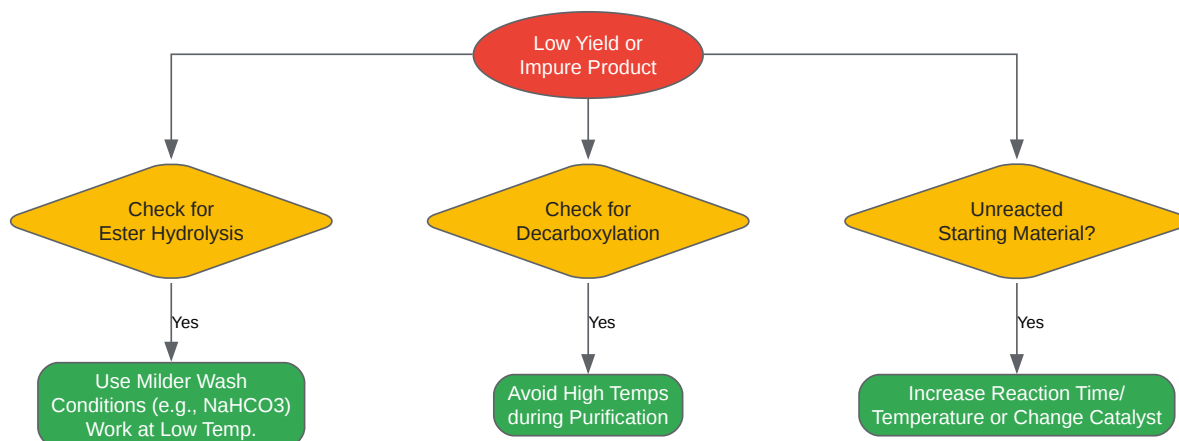 Low Yield or
Impure Product
Check for
Ester Hydrolysis
Check for
Decarboxylation
Unreacted
Starting Material?
Yes
Yes
Yes
Use Milder Wash
Conditions (e.g., NaHCO3)
Work at Low Temp.
Avoid High Temps
during Purification
Increase Reaction Time/
Temperature or Change Catalyst